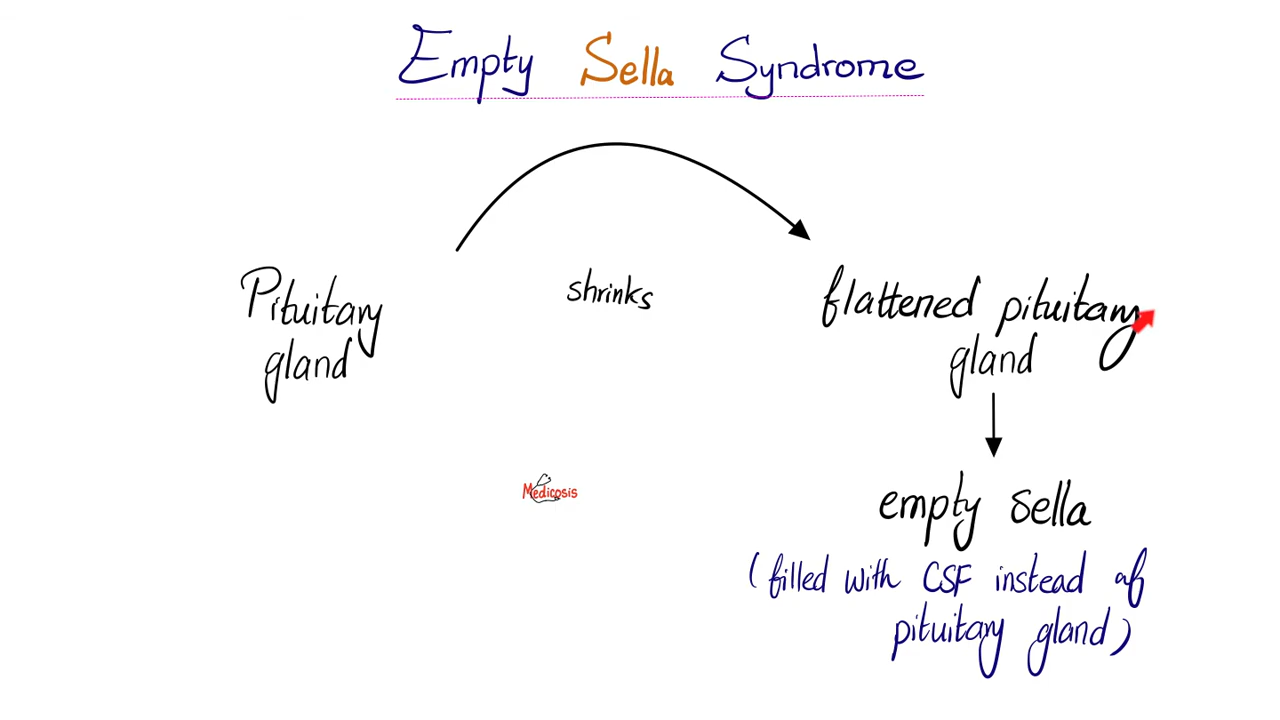 Empty Sella Syndrome
Pituitary
gland
shrinks
flattened pituitary
gland
empty sella
(filled with CSF instead of
pituitary gland)
Medicosis